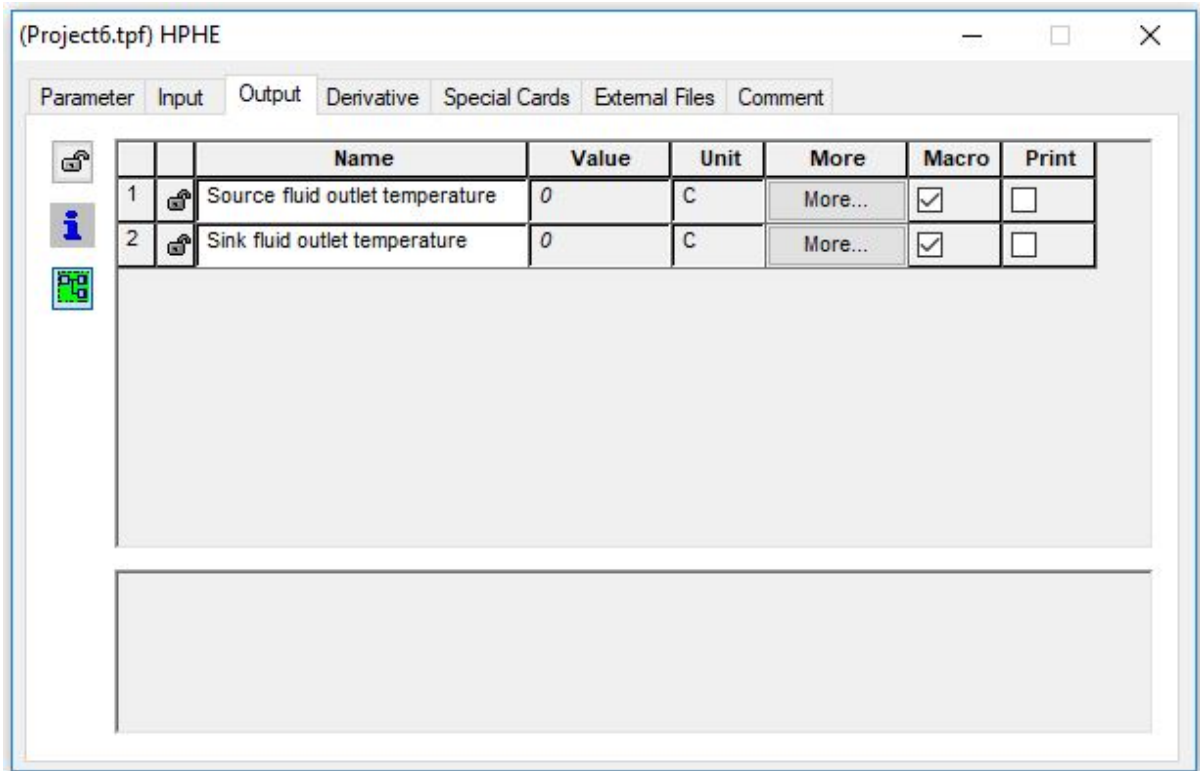 (Project6.tpf) HPHE
Parameter Input Output Derivative Special Cards External Files Comment
Name Value Unit More Macro Print
1 Source fluid outlet temperature 0 C More...
2 Sink fluid outlet temperature 0 C More...